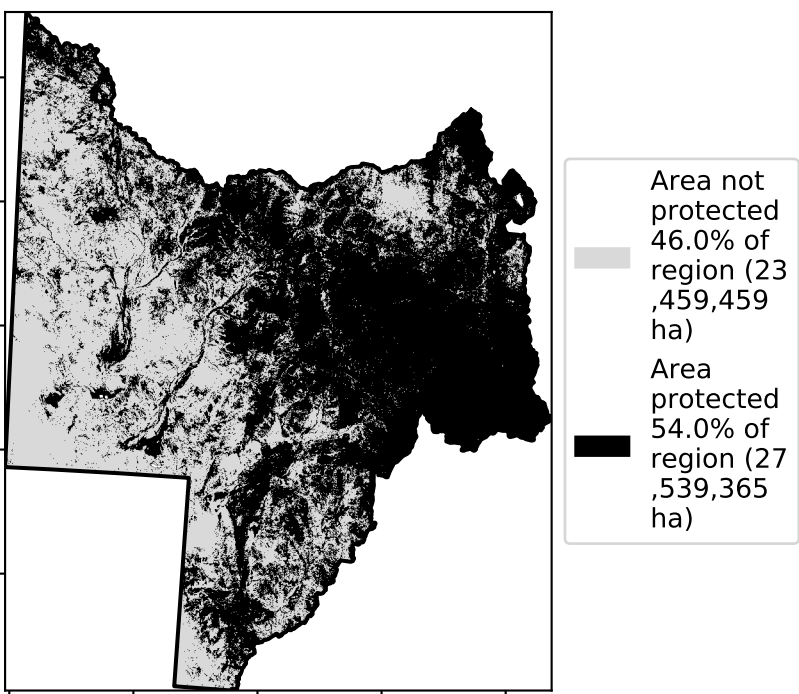 Area not
protected
46.0% of
region (23
,459,459
ha)
Area
protected
54.0% of
region (27
,539,365
ha)